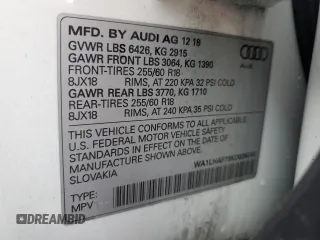 MFD. BY AUDI AG 12 18
GVWR LBS 6426, KG 2915
GAWR FRONT LBS 3064, KG 1390
FRONT-TIRES 255/60 R18
8JX18 RIMS, AT 220 KPA 32 PSI COLD
GAWR REAR LBS 3770, KG 1710
REAR-TIRES 255/60 R18
8JX18 RIMS, AT 240 KPA 35 PSI COLD
THIS VEHICLE CONFORMS TO ALL APPLICABLE
U.S. FEDERAL MOTOR VEHICLE
SAFETY STANDARDS IN EFFECT ON THE DATE OF
MANUFACTURE SHOWN ABOVE.
SLOVAKIA
TYPE:
MPV
DREAMBID